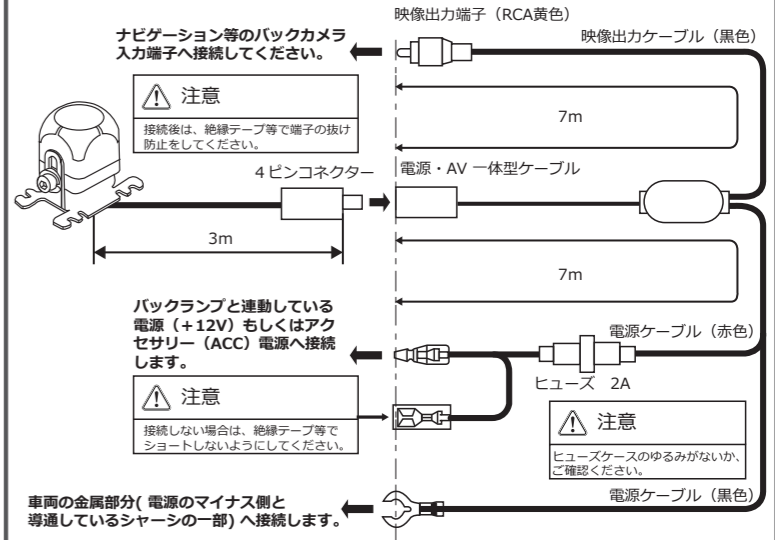 映像出力端子（RCA黄色）
映像出力ケーブル（黒色）
ナビゲーション等のバックカメラ
入力端子へ接続してください。
注意
接続後は、絶縁テープ等で端子の抜け
防止をしてください。
7m
4ピンコネクター
電源・AV 一体型ケーブル
3m
7m
バックランプと連動している
電源（＋12V）もしくはアク
セサリー（ACC）電源へ接続
します。
電源ケーブル（赤色）
ヒューズ 2A
注意
接続しない場合は、絶縁テープ等で
ショートしないようにしてください。
注意
ヒューズケースのゆるみがないか、
ご確認ください。
電源ケーブル（黒色）
車両の金属部分( 電源のマイナス側と
導通しているシャーシの一部) へ接続します。